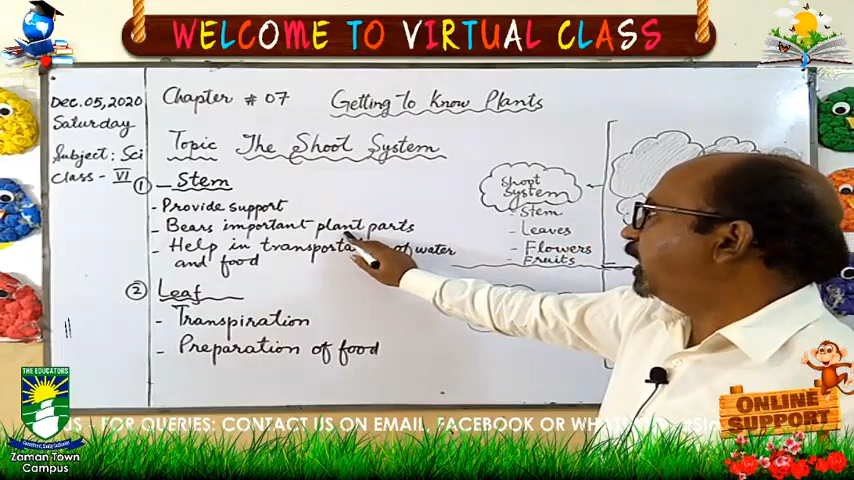 WELCOME TO VIRTUAL CLASS
Dec. 05, 2020
Saturday
Subject: Sci
Class - VI
Chapter # 07 Getting To Know Plants
Topic The Shoot System
① Stem
- Provide support
- Bears important plant parts
- Help in transporta of water
and food
② Leaf
- Transpiration
- Preparation of food
Shoot
System
- Stem
- Leaves
- Flowers
Fruits
THE EDUCATORS
Zaman Town
Campus
- FOR QUERIES: CONTACT US ON EMAIL, FACEBOOK OR
ONLINE
SUPPORT